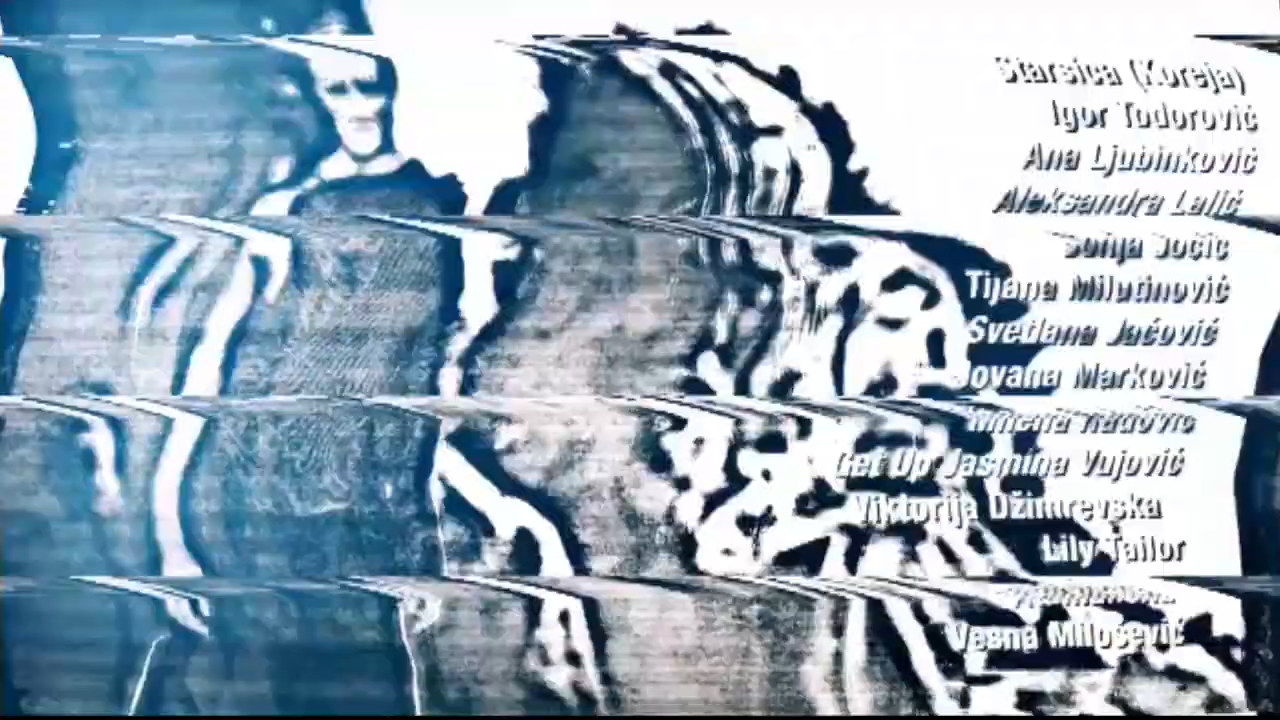 Starsica (Koreja)
Igor Todorović
Ana Ljubinković
Aleksandra Lalić
Sonja Jocić
Tijana Milutinović
Svetlana Jaćović
Jovana Marković
Get Up Jasmina Vujović
Viktorija Džimrevska
Lily Tailor
Vesna Milošević